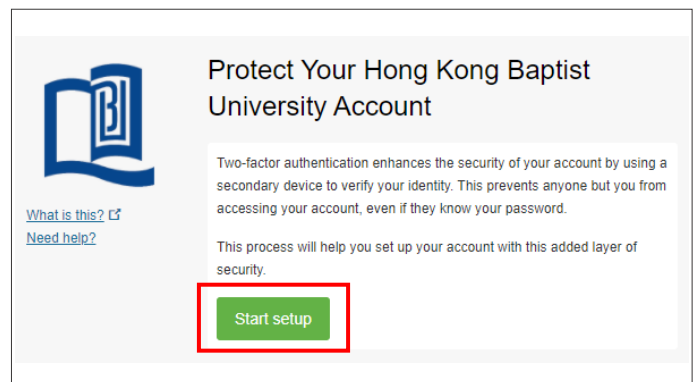 Protect Your Hong Kong Baptist
University Account
Two-factor authentication enhances the security of your account by using a
secondary device to verify your identity. This prevents anyone but you from
accessing your account, even if they know your password.
What is this?
Need help?
This process will help you set up your account with this added layer of
security.
Start setup